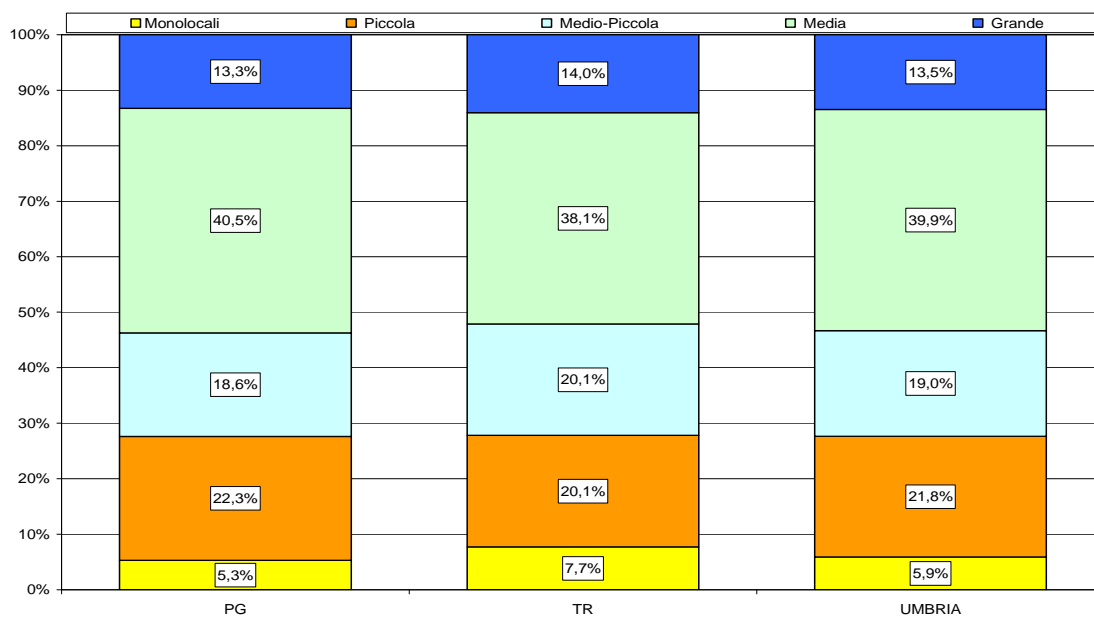 Monolocali Piccola Medio-Piccola Media Grande
100%
13,3% 14,0% 13,5%
90%
80%
70%
40,5% 38,1% 39,9%
60%
50%
40%
18,6% 20,1% 19,0%
30%
20%
22,3% 20,1% 21,8%
10%
5,3% 7,7% 5,9%
0%
PG TR UMBRIA